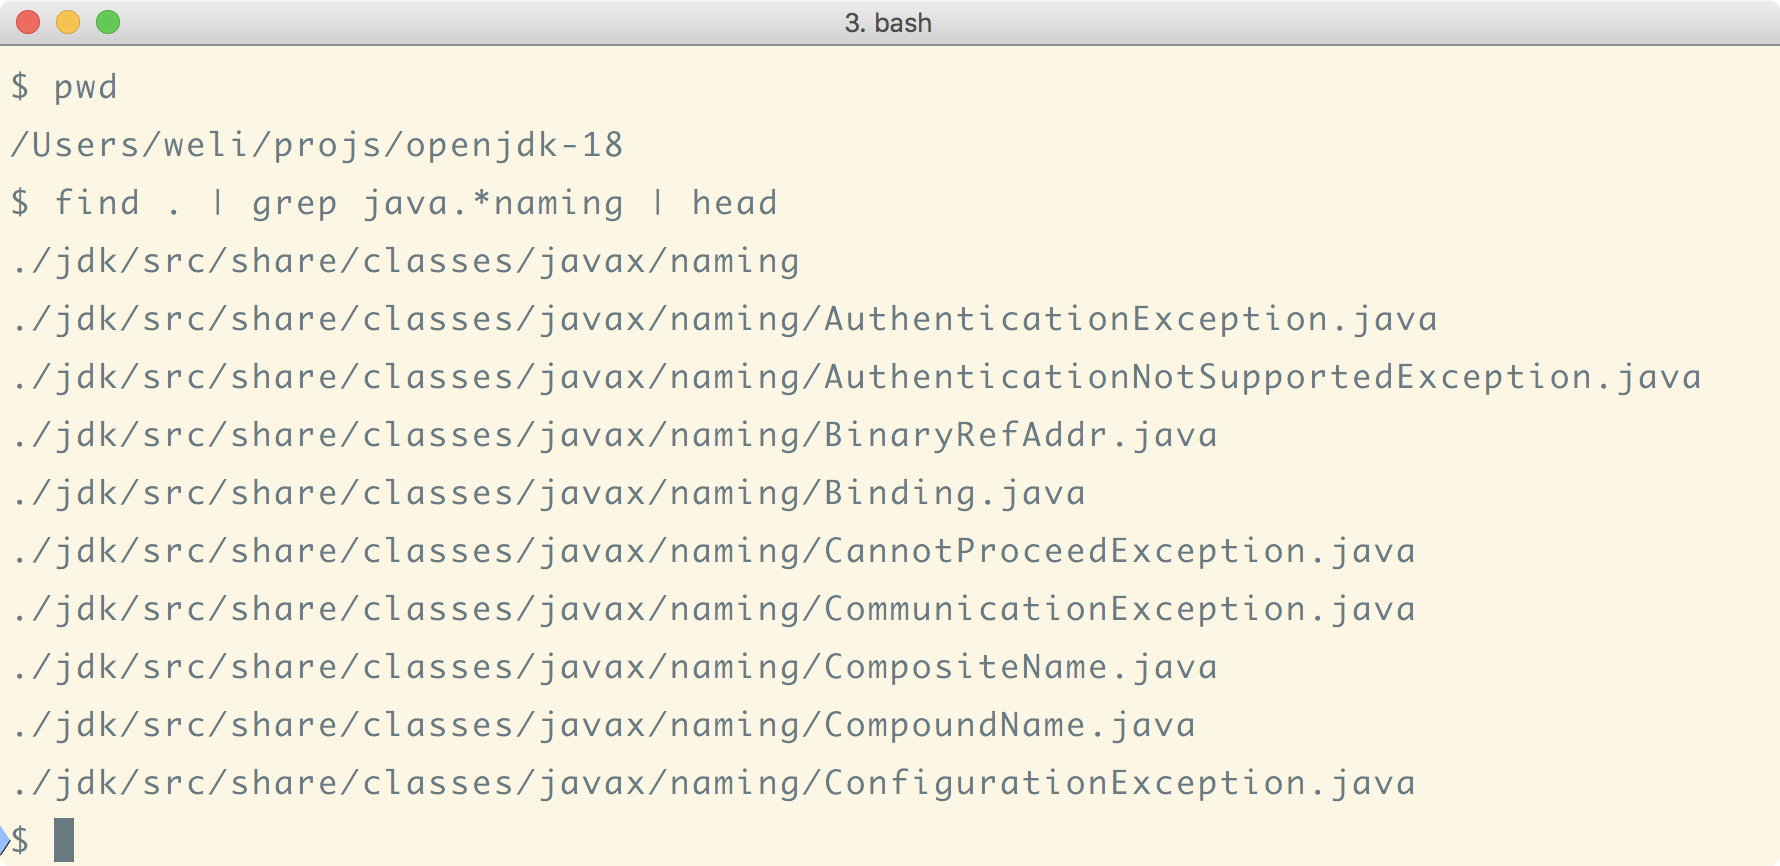 3. bash
$ pwd
/Users/weli/projs/openjdk-18
$ find . | grep java.*naming | head
./jdk/src/share/classes/javax/naming
./jdk/src/share/classes/javax/naming/AuthenticationException.java
./jdk/src/share/classes/javax/naming/AuthenticationNotSupportedException.java
./jdk/src/share/classes/javax/naming/BinaryRefAddr.java
./jdk/src/share/classes/javax/naming/Binding.java
./jdk/src/share/classes/javax/naming/CannotProceedException.java
./jdk/src/share/classes/javax/naming/CommunicationException.java
./jdk/src/share/classes/javax/naming/CompositeName.java
./jdk/src/share/classes/javax/naming/CompoundName.java
./jdk/src/share/classes/javax/naming/ConfigurationException.java
$